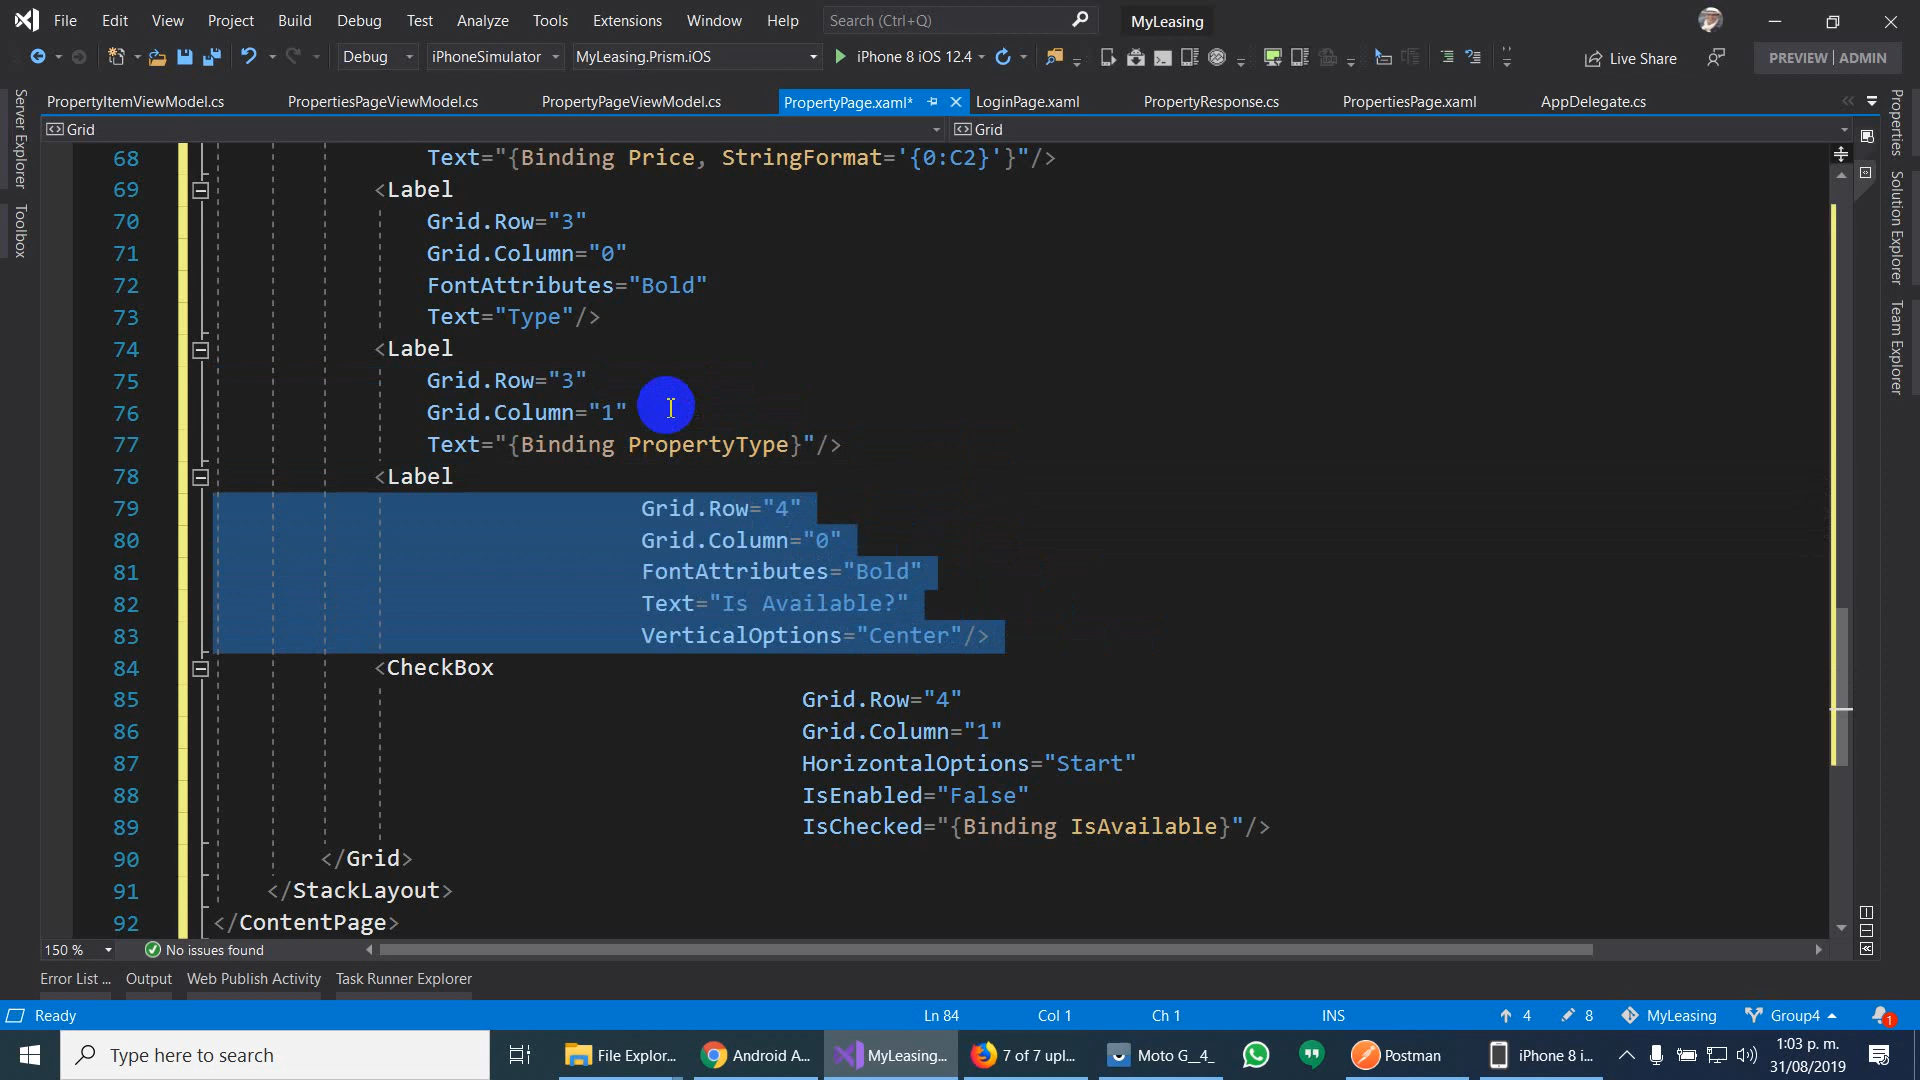 File Edit View Project Build Debug Test Analyze Tools Extensions Window Help Search (Ctrl+Q) MyLeasing
Debug iPhoneSimulator MyLeasing.Prism.iOS iPhone 8 iOS 12.4 Live Share PREVIEW | ADMIN
PropertyItemViewModel.cs PropertiesPageViewModel.cs PropertyPageViewModel.cs PropertyPage.xaml* LoginPage.xaml PropertyResponse.cs PropertiesPage.xaml AppDelegate.cs
Grid Grid
Server Explorer
Toolbox
Properties
Solution Explorer
Team Explorer
68 Text="{Binding Price, StringFormat='{0:C2}'}"/>
69 <Label
70 Grid.Row="3"
71 Grid.Column="0"
72 FontAttributes="Bold"
73 Text="Type"/>
74 <Label
75 Grid.Row="3"
76 Grid.Column="1"
77 Text="{Binding PropertyType}"/>
78 <Label
79 Grid.Row="4"
80 Grid.Column="0"
81 FontAttributes="Bold"
82 Text="Is Available?"
83 VerticalOptions="Center"/>
84 <CheckBox
85 Grid.Row="4"
86 Grid.Column="1"
87 HorizontalOptions="Start"
88 IsEnabled="False"
89 IsChecked="{Binding IsAvailable}"/>
90 </Grid>
91 </StackLayout>
92 </ContentPage>
150 % No issues found
Error List ... Output Web Publish Activity Task Runner Explorer
Ready Ln 84 Col 1 Ch 1 INS 4 8 MyLeasing Group4 1
Type here to search File Explor... Android A... MyLeasing... 7 of 7 upl... Moto G_4_ Postman iPhone 8 i... 1:03 p. m.
31/08/2019